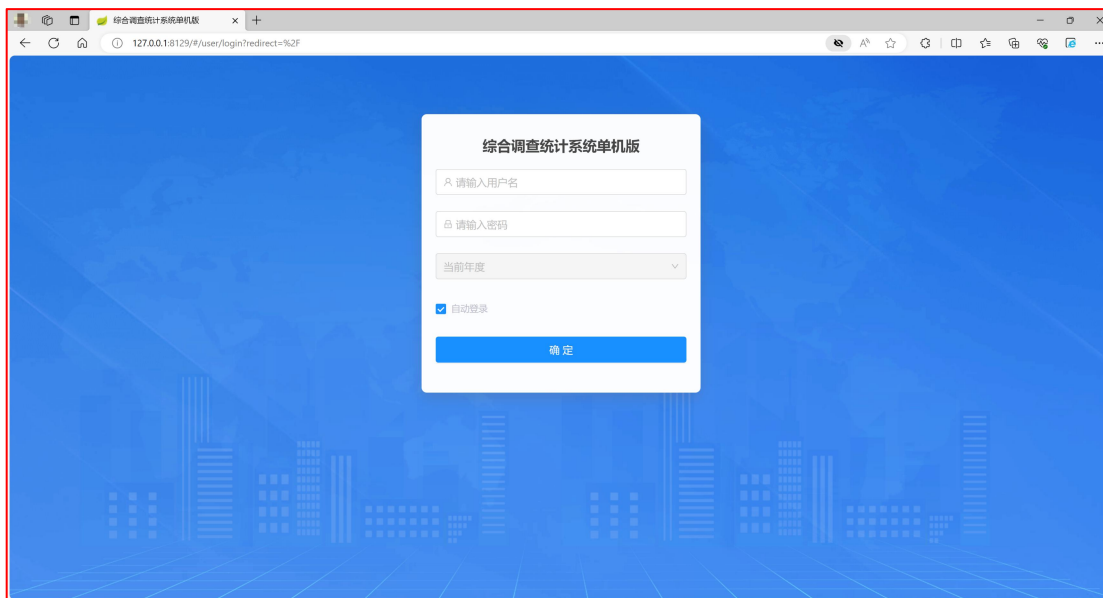 综合调查统计系统单机版
127.0.0.1:8129/#/user/login?redirect=%2F
综合调查统计系统单机版
请输入用户名
请输入密码
当前年度
自动登录
确 定